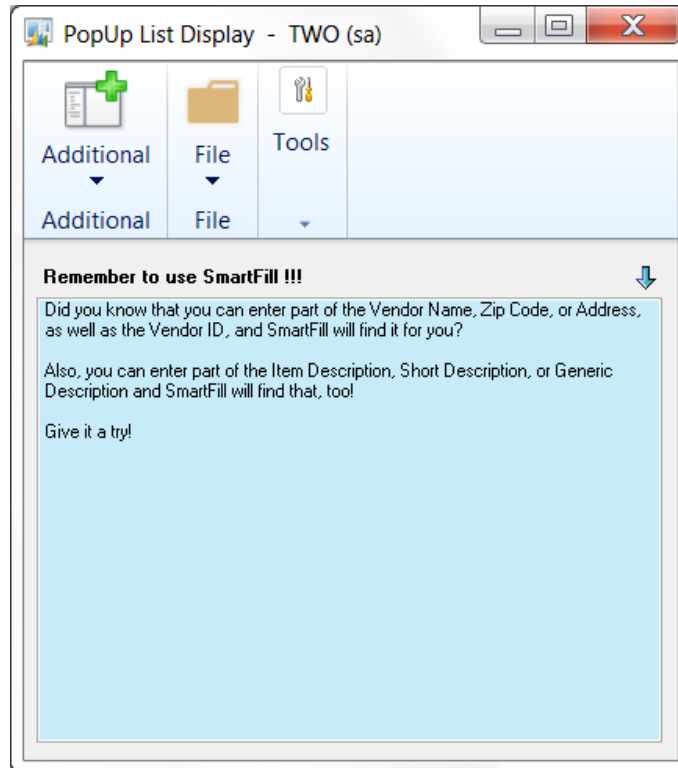 PopUp List Display - TWO (sa)
Additional
File
Tools
Additional
File
Remember to use SmartFill !!!
Did you know that you can enter part of the Vendor Name, Zip Code, or Address,
as well as the Vendor ID, and SmartFill will find it for you?
Also, you can enter part of the Item Description, Short Description, or Generic
Description and SmartFill will find that, too!
Give it a try!